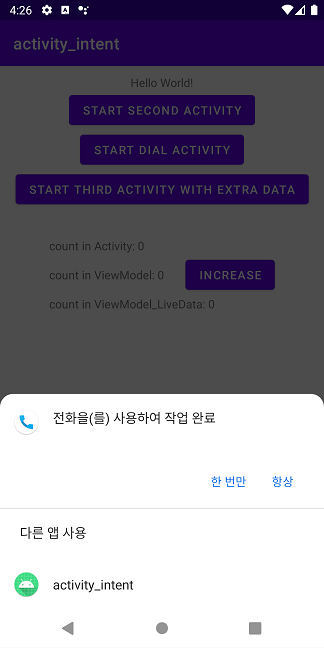 4:26
activity_intent
Hello World!
START SECOND ACTIVITY
START DIAL ACTIVITY
START THIRD ACTIVITY WITH EXTRA DATA
count in Activity: 0
count in ViewModel: 0 INCREASE
count in ViewModel_LiveData: 0
전화을(를) 사용하여 작업 완료
한 번만 항상
다른 앱 사용
activity_intent